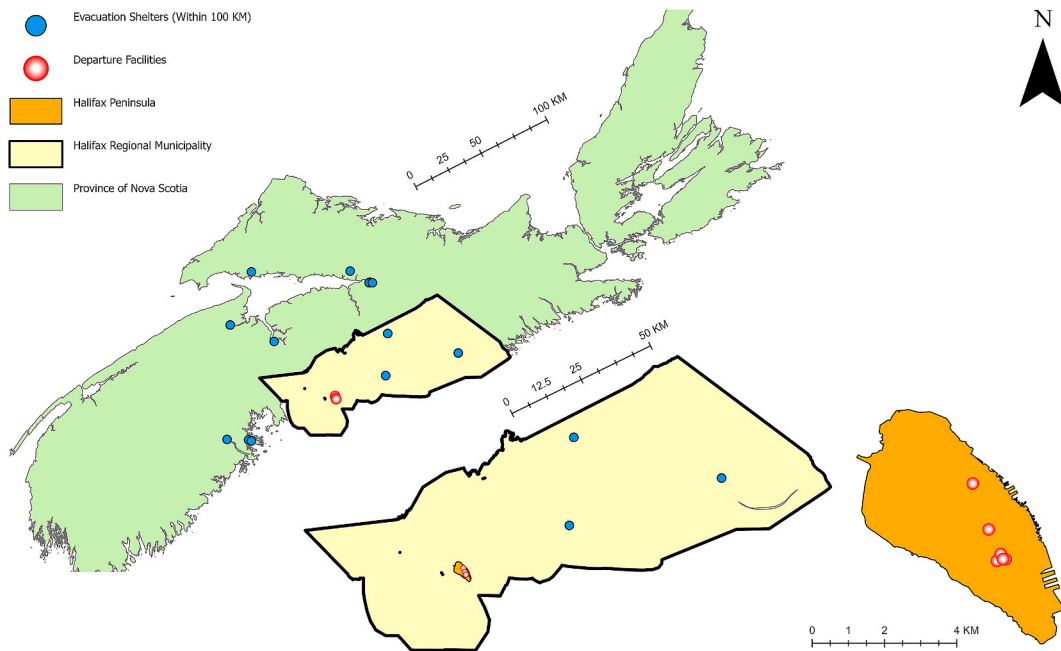 Evacuation Shelters (Within 100 KM)
Departure Facilities
Halifax Peninsula
Halifax Regional Municipality
Province of Nova Scotia
N
0 25 50 100 KM
0 12.5 25 50 KM
0 1 2 4 KM